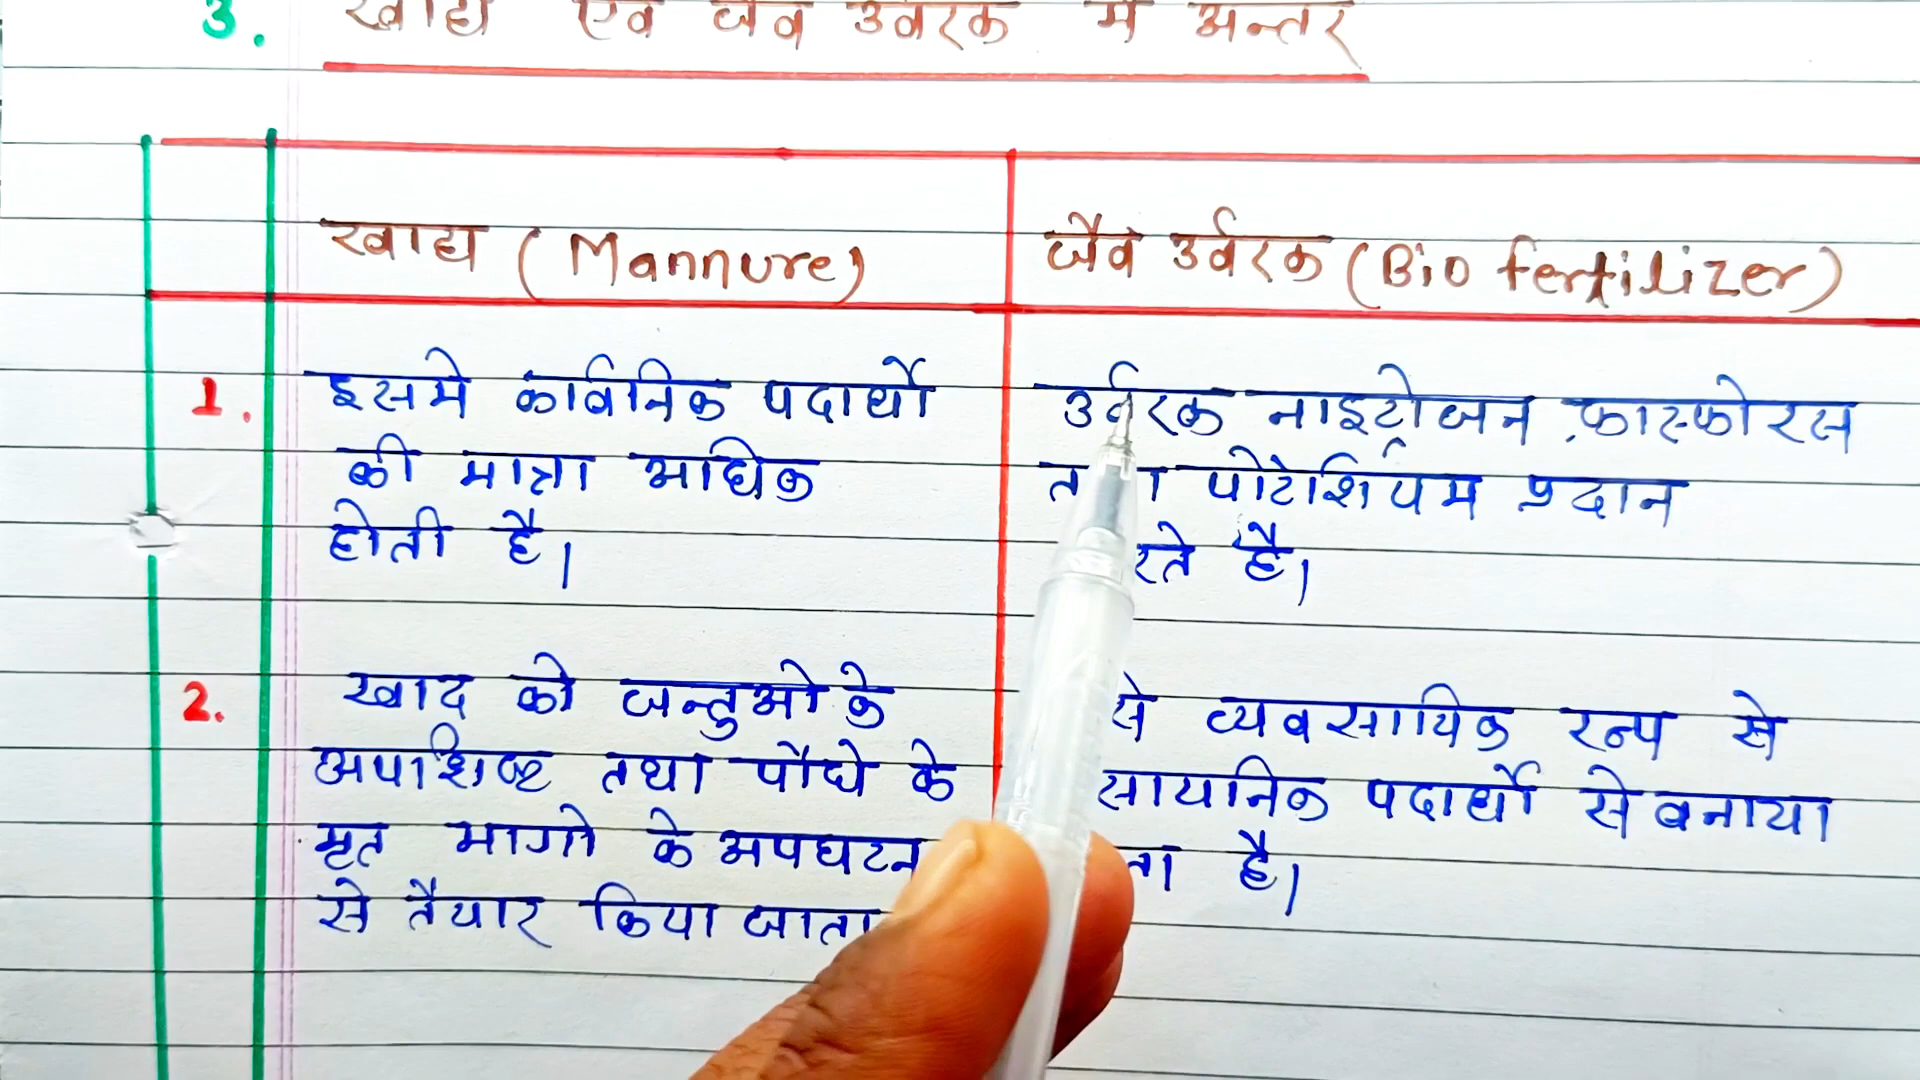 3. खाद्य एवं जैव उर्वरक में अन्तर
खाद्य (Mannure)
जैव उर्वरक (Bio fertilizer)
1. इसमे कार्बनिक पदार्थो
की मात्रा अधिक
होती है।
उर्वरक नाइट्रोजन, फास्फोरस
पोटेशियम प्रदान
है।
2. खाद को जन्तुओ के
अपशिष्ट तथा पौधे के
मृत भागो के अपघटन
से तैयार किया जाता
व्यवसायिक रूप से
पदार्थो से बनाया
है।